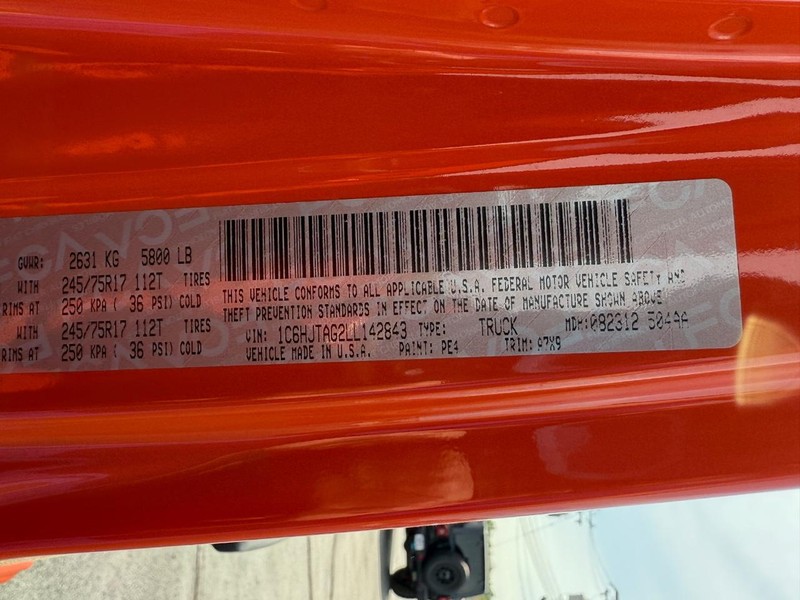 GVWR: 2631 KG 5800 LB
WITH 245/75R17 112T TIRES
RIMS AT 250 KPA ( 36 PSI) COLD
WITH 245/75R17 112T TIRES
RIMS AT 250 KPA ( 36 PSI) COLD
THIS VEHICLE CONFORMS TO ALL APPLICABLE U.S.A. FEDERAL MOTOR VEHICLE SAFETY AND
THEFT PREVENTION STANDARDS IN EFFECT ON THE DATE OF MANUFACTURE SHOWN ABOVE
VIN: 1C6HJTAG2LL142843 TYPE: TRUCK MDH:082312
VEHICLE MADE IN U.S.A. PAINT: PE4 TRIM: A7X9